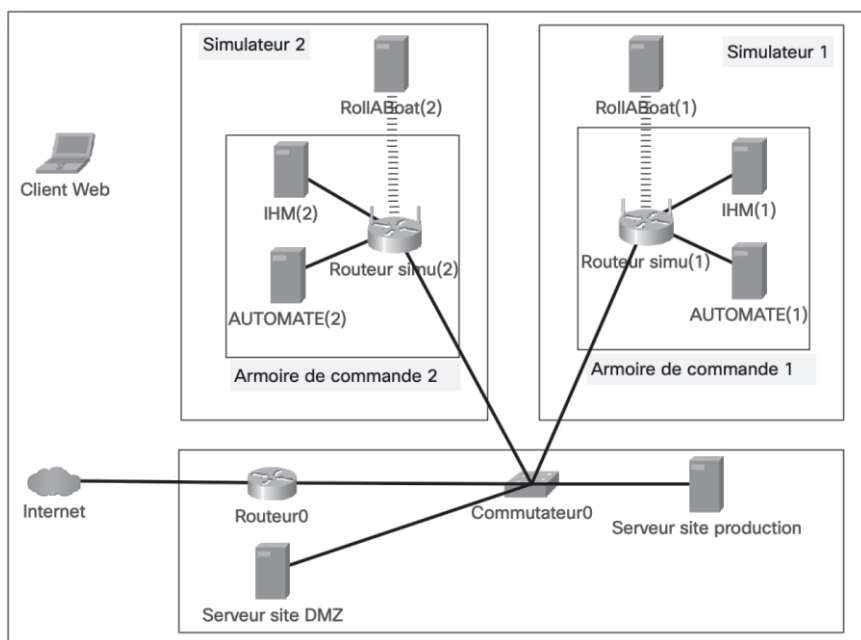 Simulateur 2
Simulateur 1
RollABoat(2)
RollABoat(1)
Client Web
IHM(2)
IHM(1)
Routeur simu(2)
Routeur simu(1)
AUTOMATE(2)
AUTOMATE(1)
Armoire de commande 2
Armoire de commande 1
Internet
Routeur0
Commutateur0
Serveur site production
Serveur site DMZ